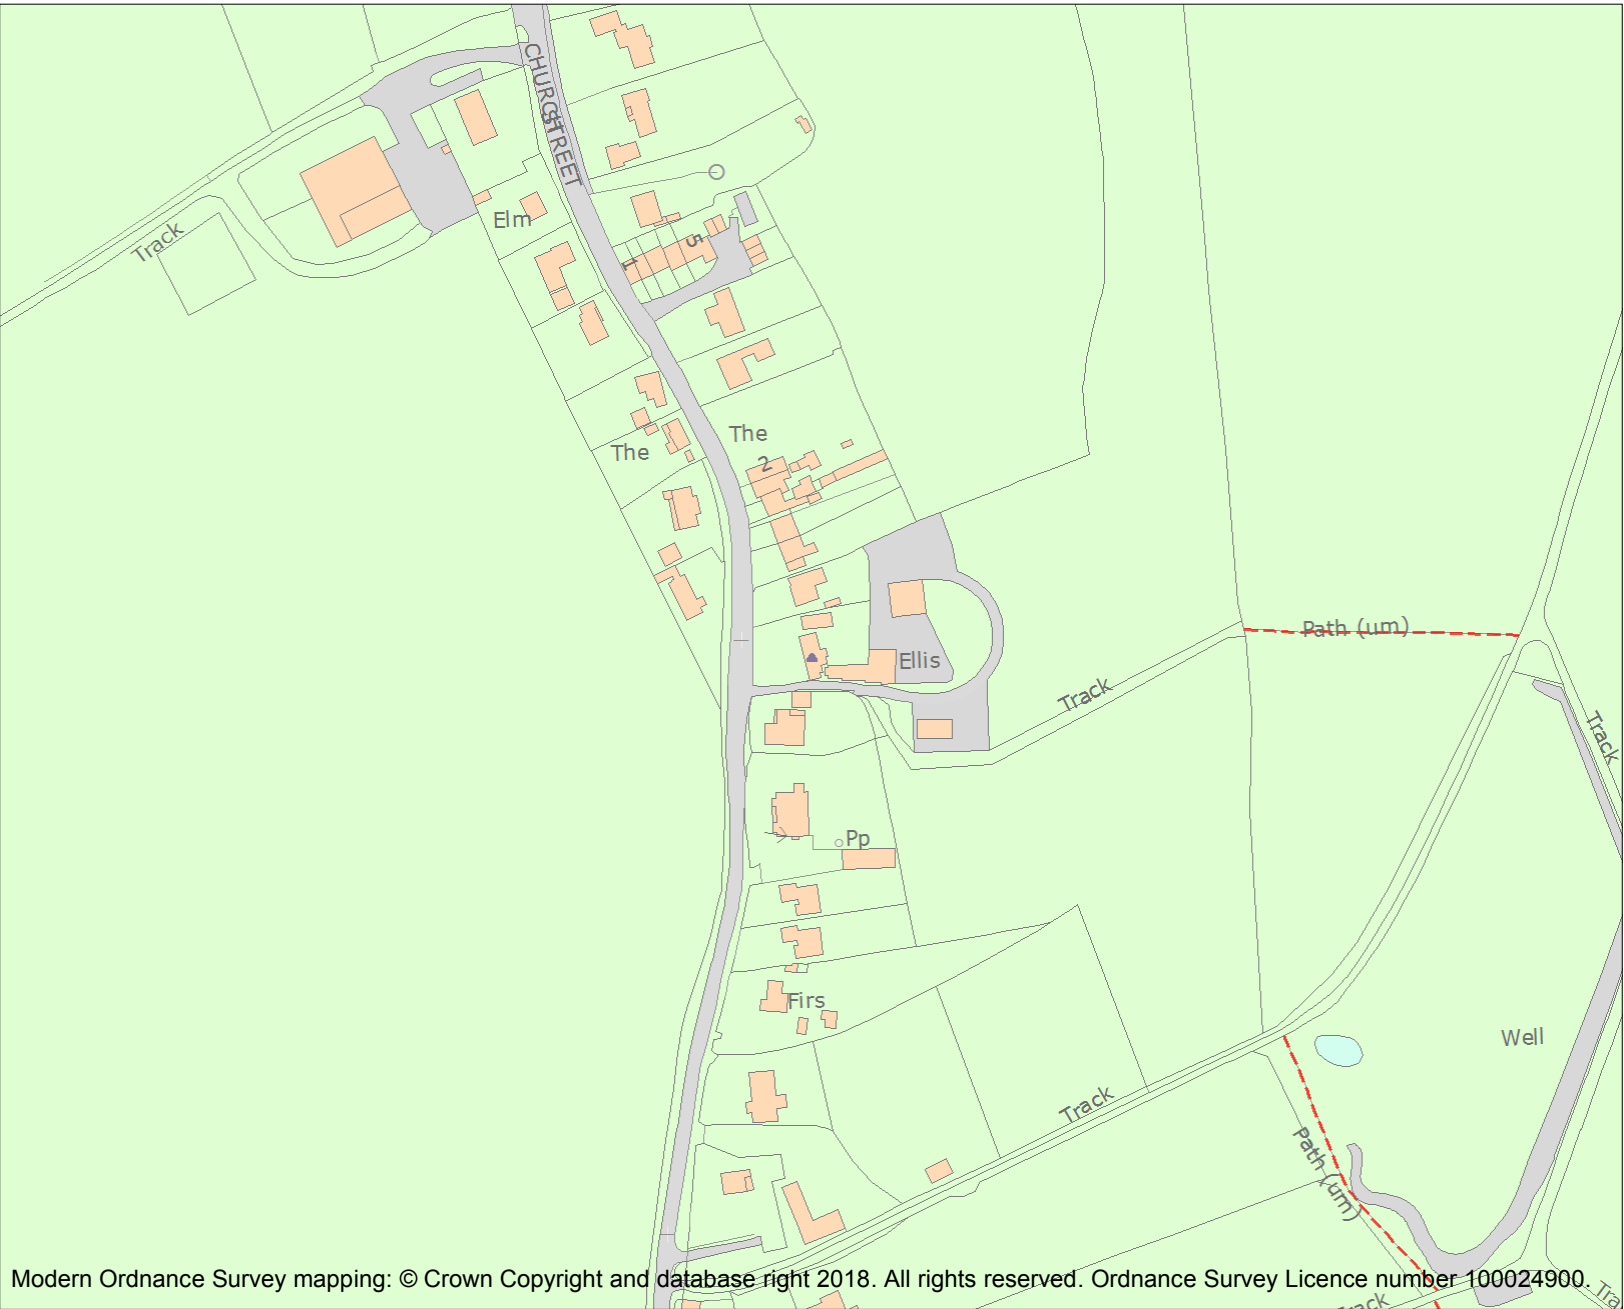 CHURCH
STREET
Track
Elm
5
1
The
The
2
Path (um)
Ellis
Track
Track
Pp
Firs
Well
Track
Path (um)
Track
Modern Ordnance Survey mapping: © Crown Copyright and database right 2018. All rights reserved. Ordnance Survey Licence number 100024900.